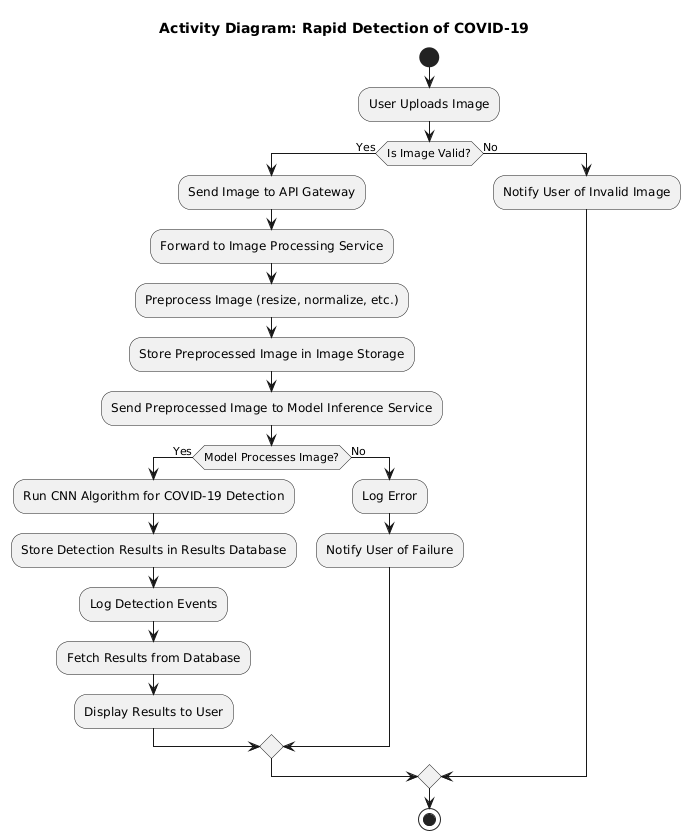 Activity Diagram: Rapid Detection of COVID-19
User Uploads Image
Is Image Valid?
Yes
No
Send Image to API Gateway
Notify User of Invalid Image
Forward to Image Processing Service
Preprocess Image (resize, normalize, etc.)
Store Preprocessed Image in Image Storage
Send Preprocessed Image to Model Inference Service
Model Processes Image?
Yes
No
Run CNN Algorithm for COVID-19 Detection
Log Error
Store Detection Results in Results Database
Notify User of Failure
Log Detection Events
Fetch Results from Database
Display Results to User